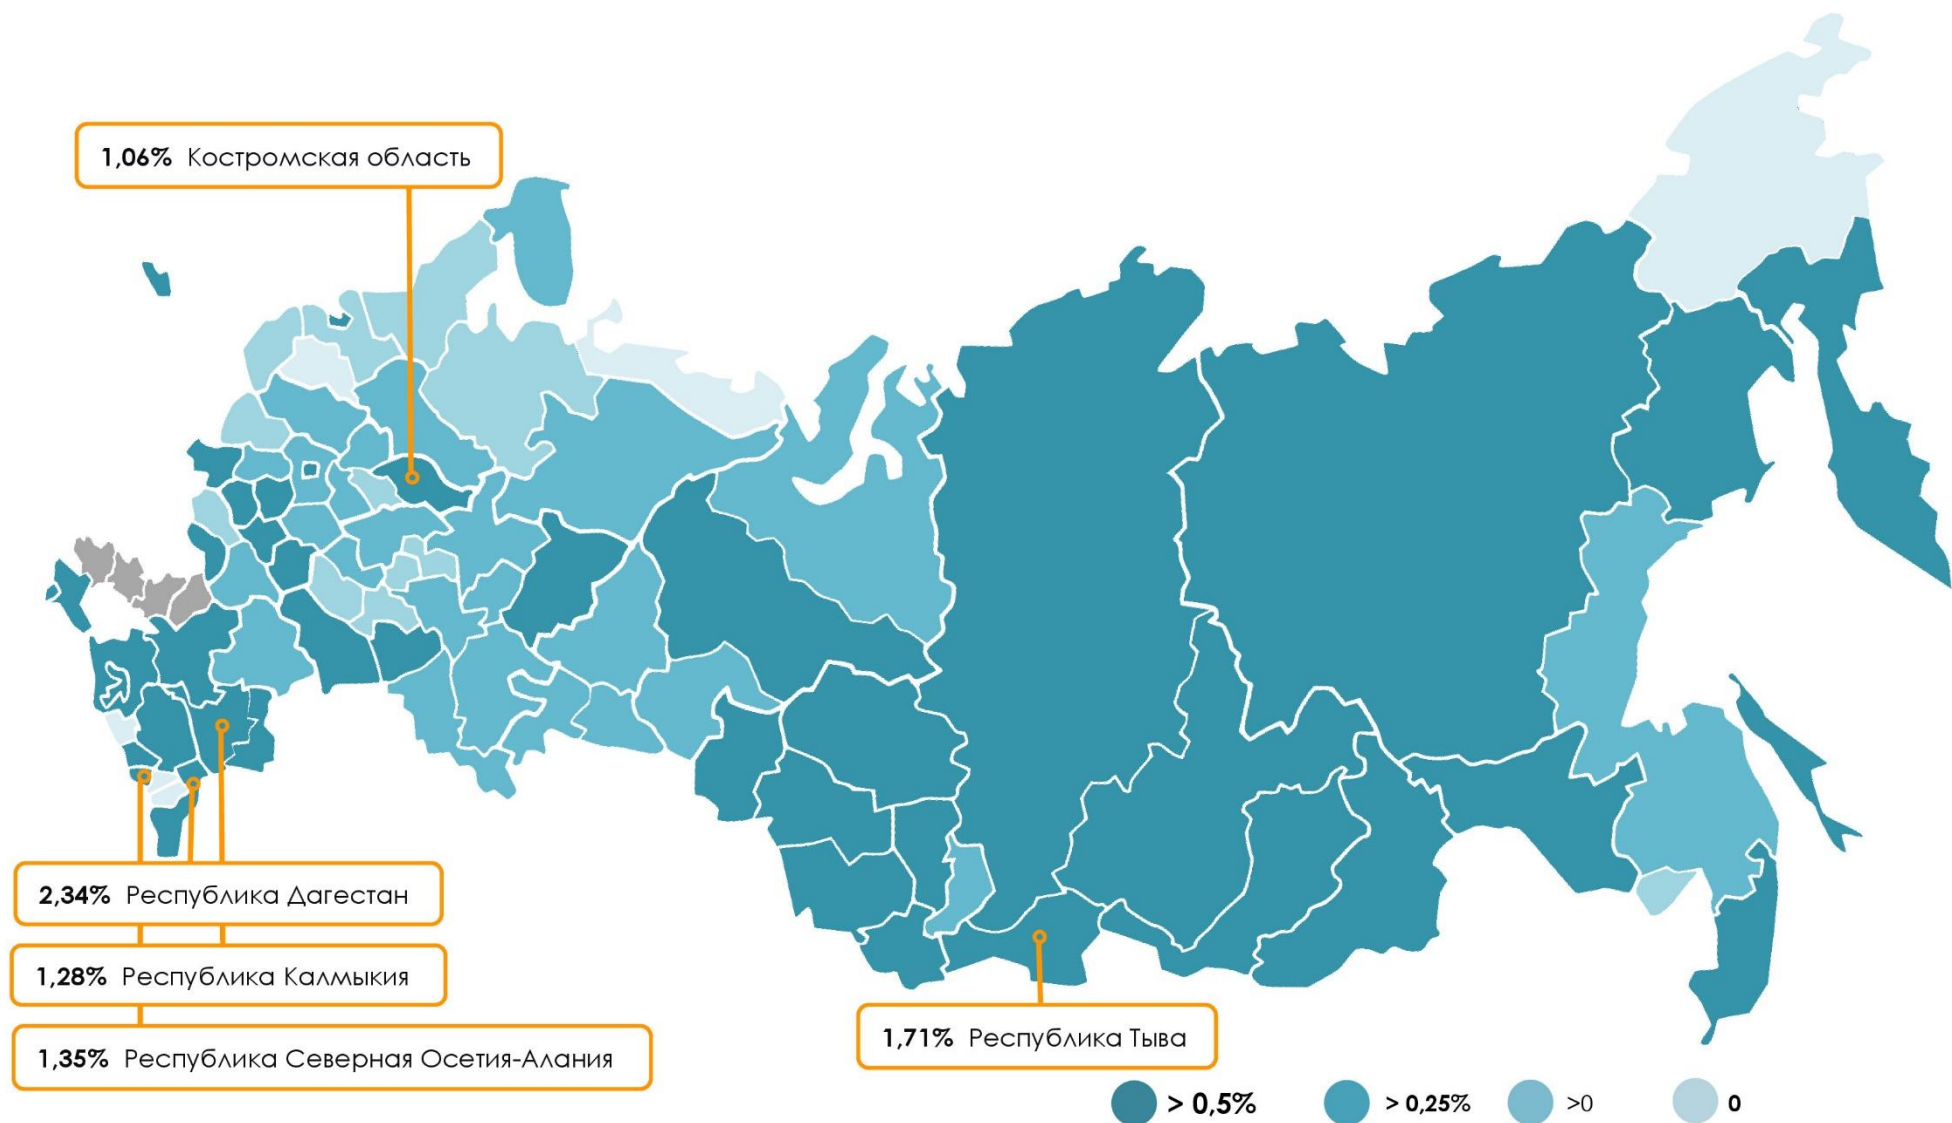 1,06% Костромская область
2,34% Республика Дагестан
1,28% Республика Калмыкия
1,35% Республика Северная Осетия-Алания
1,71% Республика Тыва
> 0,5%
> 0,25%
>0
0